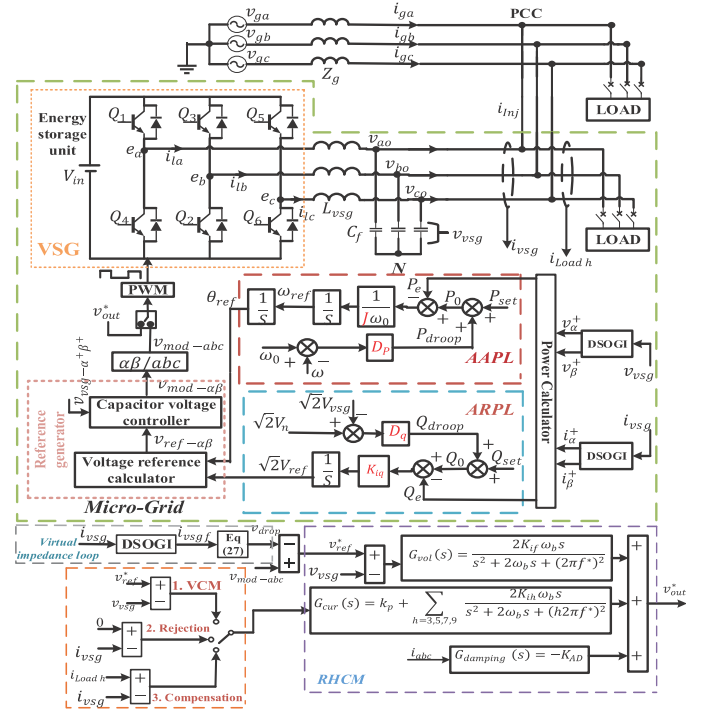 v_ga
v_gb
v_gc
Z_g
i_ga
i_gb
i_gc
PCC
LOAD
i_Inj
Energy
storage
unit
V_in
Q_1
Q_3
Q_5
e_a
i_la
e_b
i_lb
e_c
i_lc
Q_4
Q_2
Q_6
VSG
L_vsg
v_ao
v_bo
v_co
C_f
N
v_vsg
i_vsg
i_Load h
LOAD
PWM
v*_out
v_mod−abc
αβ/abc
v_vsg−α⁺β⁺
v_mod−αβ
Reference
generator
Capacitor voltage
controller
v_ref−αβ
Voltage reference
calculator
Micro-Grid
θ_ref
1/S
ω_ref
1/S
1/Jω_0
P_e
−
+
P_0
+
+
P_set
P_droop
ω_0
+
−
ω
D_P
AAPL
ARPL
√2V_vsg
−
√2V_n
+
D_q
Q_droop
+
Q_set
+
Q_0
+
−
Q_e
K_iq
1/S
√2V_ref
Power Calculator
v_α⁺
v_β⁺
DSOGI
v_vsg
i_α⁺
i_β⁺
DSOGI
i_vsg
Virtual
impedance loop
i_vsg
DSOGI
i_vsgf
Eq
(27)
v_drop
v_mod−abc
−
+
v*_ref
v_vsg
+
−
G_vol(s) = 2K_if ω_b s / s² + 2ω_b s + (2πf*)²
G_cur(s) = k_p + ∑_{h=3,5,7,9} 2K_ih ω_b s / s² + 2ω_b s + (h2πf*)²
i_abc
G_damping (s) = −K_AD
+
+
+
v*_out
RHCM
v*_ref
v_vsg
+
−
1. VCM
0
i_vsg
+
−
2. Rejection
i_Load h
i_vsg
+
−
3. Compensation